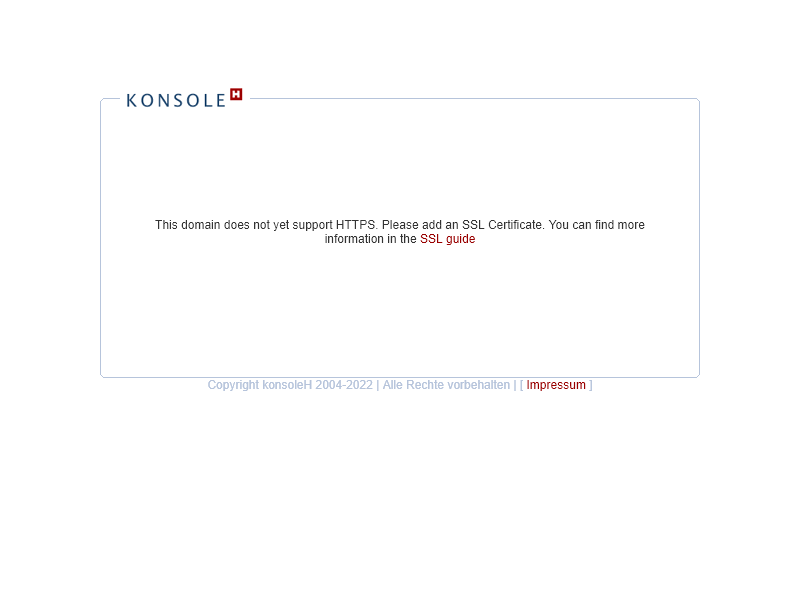 KONSOLE H
This domain does not yet support HTTPS. Please add an SSL Certificate. You can find more
information in the SSL guide
Copyright konsoleH 2004-2022 | Alle Rechte vorbehalten | [ Impressum ]